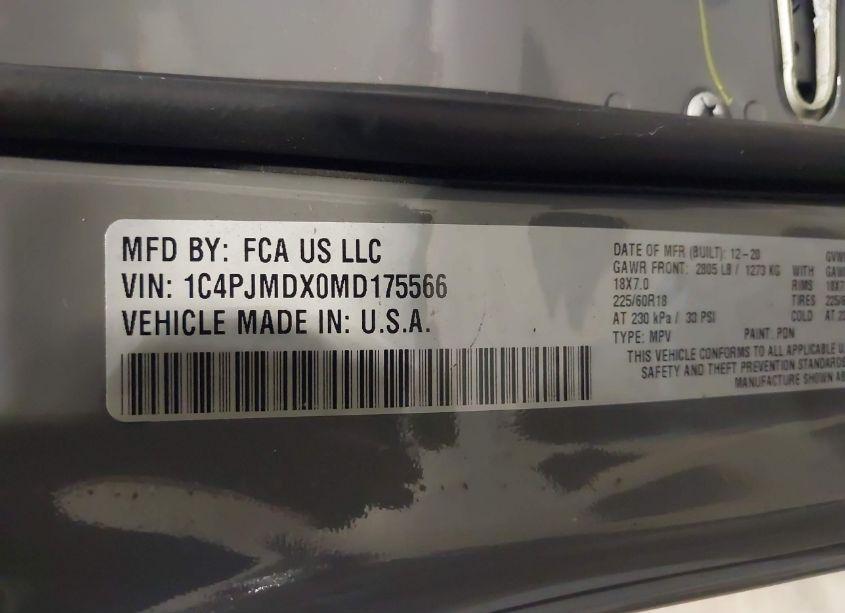 MFD BY: FCA US LLC
VIN: 1C4PJMDX0MD175566
VEHICLE MADE IN: U.S.A.
DATE OF MFR (BUILT): 12-20
GAWR FRONT: 2805 LB / 1273 KG WITH
18X7.0 RIMS 18X7
225/60R18 TIRES
AT 230 kPa / 33 PSI COLD
TYPE: MPV PAINT: PDN
THIS VEHICLE CONFORMS TO ALL APPLICABLE
SAFETY AND THEFT PREVENTION STANDARDS
MANUFACTURE SHOWN